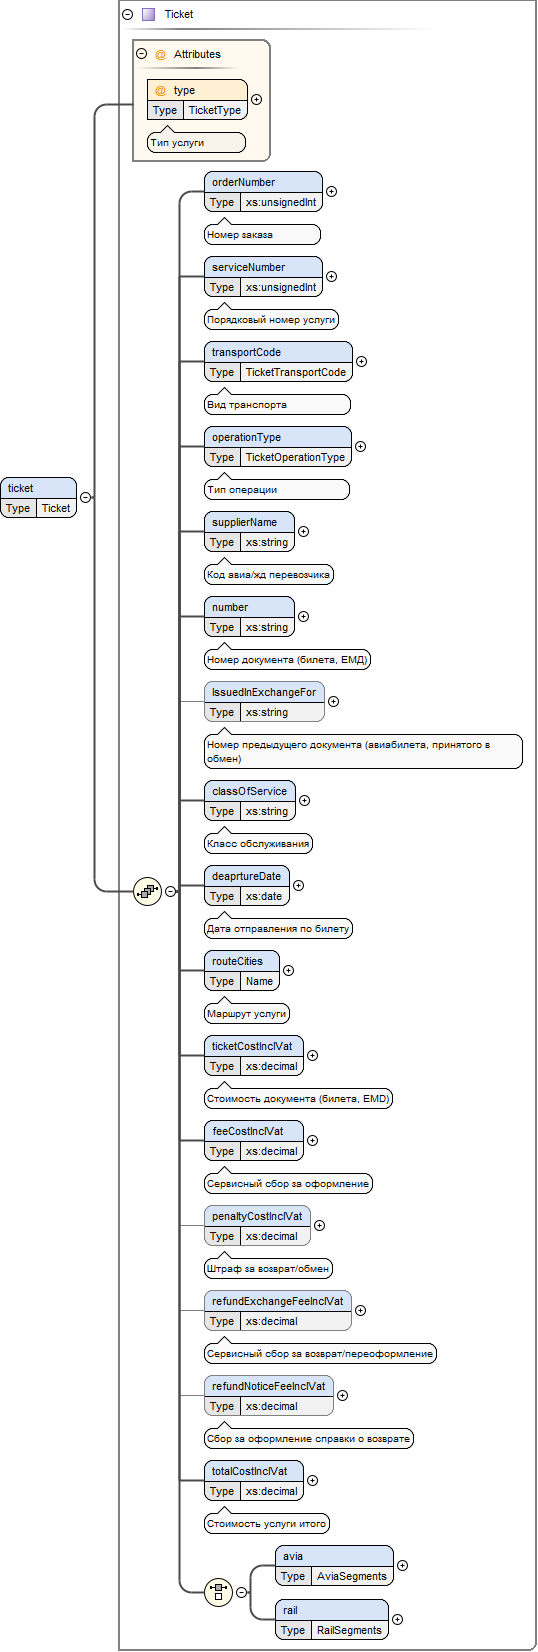 Ticket
Attributes
@ type
Type TicketType
Тип услуги
orderNumber
Type xs:unsignedInt
Номер заказа
serviceNumber
Type xs:unsignedInt
Порядковый номер услуги
transportCode
Type TicketTransportCode
Вид транспорта
operationType
Type TicketOperationType
Тип операции
ticket
Type Ticket
supplierName
Type xs:string
Код авиа/жд перевозчика
number
Type xs:string
Номер документа (билета, ЕМД)
IssuedInExchangeFor
Type xs:string
Номер предыдущего документа (авиабилета, принятого в
обмен)
classOfService
Type xs:string
Класс обслуживания
deaprtureDate
Type xs:date
Дата отправления по билету
routeCities
Type Name
Маршрут услуги
ticketCostInclVat
Type xs:decimal
Стоимость документа (билета, EMD)
feeCostInclVat
Type xs:decimal
Сервисный сбор за оформление
penaltyCostInclVat
Type xs:decimal
Штраф за возврат/обмен
refundExchangeFeeInclVat
Type xs:decimal
Сервисный сбор за возврат/переоформление
refundNoticeFeeInclVat
Type xs:decimal
Сбор за оформление справки о возврате
totalCostInclVat
Type xs:decimal
Стоимость услуги итого
avia
Type AviaSegments
rail
Type RailSegments